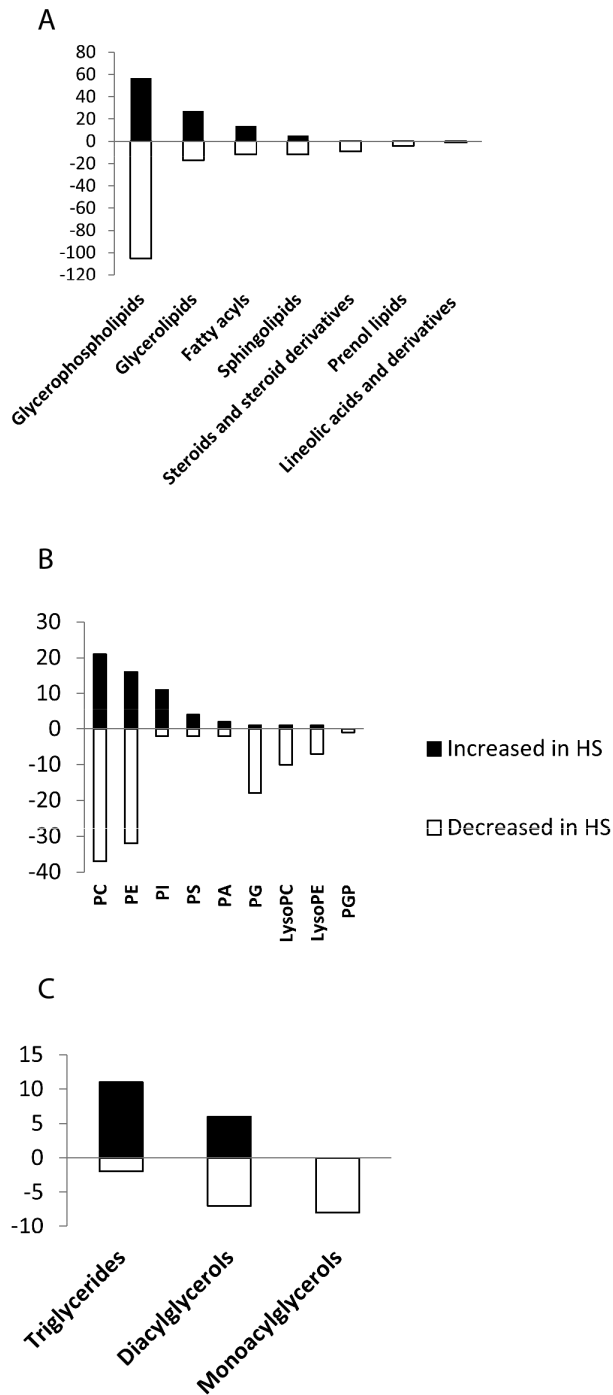 A
80
60
40
20
0
-20
-40
-60
-80
-100
-120
Glycerophospholipids
Glycerolipids
Fatty acyls
Sphingolipids
Steroids and steroid derivatives
Prenol lipids
Lineolic acids and derivatives
B
30
20
10
0
-10
-20
-30
-40
PC
PE
PI
PS
PA
PG
LysoPC
LysoPE
PGP
Increased in HS
Decreased in HS
C
15
10
5
0
-5
-10
Triglycerides
Diacylglycerols
Monoacylglycerols